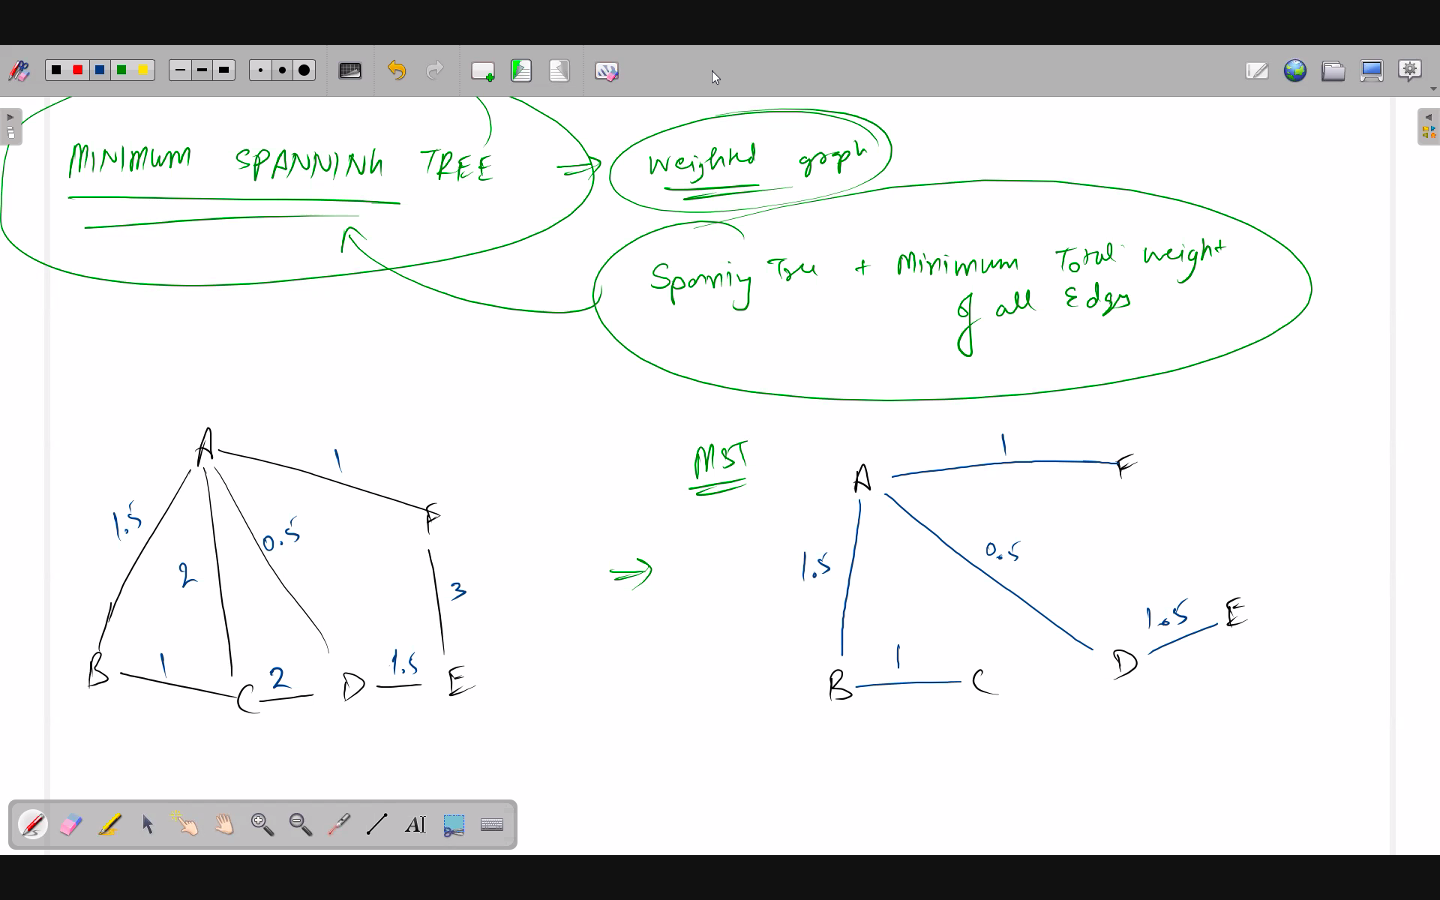 MINIMUM SPANNING TREE ⇒ Weighted graph
Spanning Tree + Minimum Total weight
of all Edges
A 1 F
1.5 2 0.5 3
B 1 C 2 D 1.5 E
MST
⇒
A 1 F
1.5 0.5
B 1 C D 1.5 E
AI